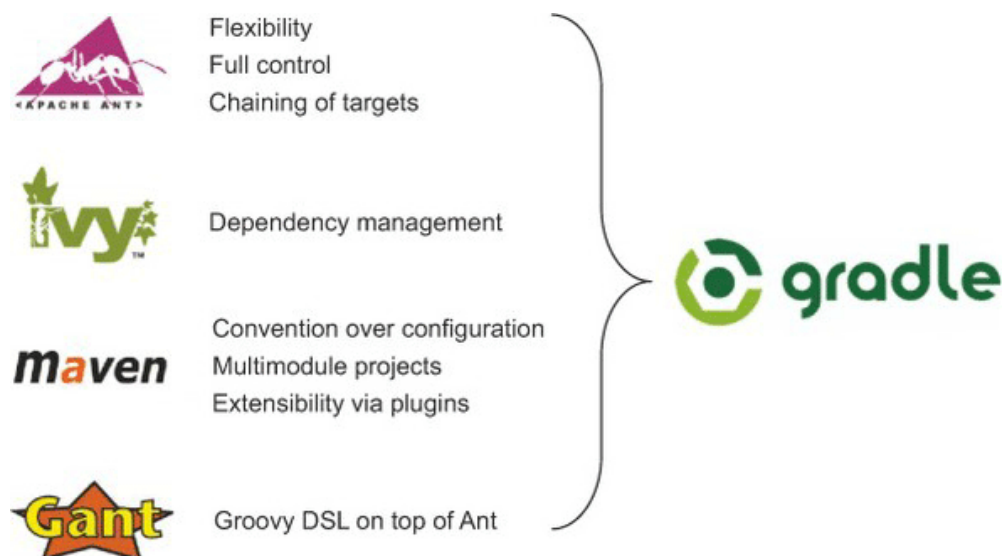 Flexibility
Full control
Chaining of targets
<APACHE ANT>
ivy
TM
Dependency management
gradle
Convention over configuration
maven
Multimodule projects
Extensibility via plugins
Gant
Groovy DSL on top of Ant